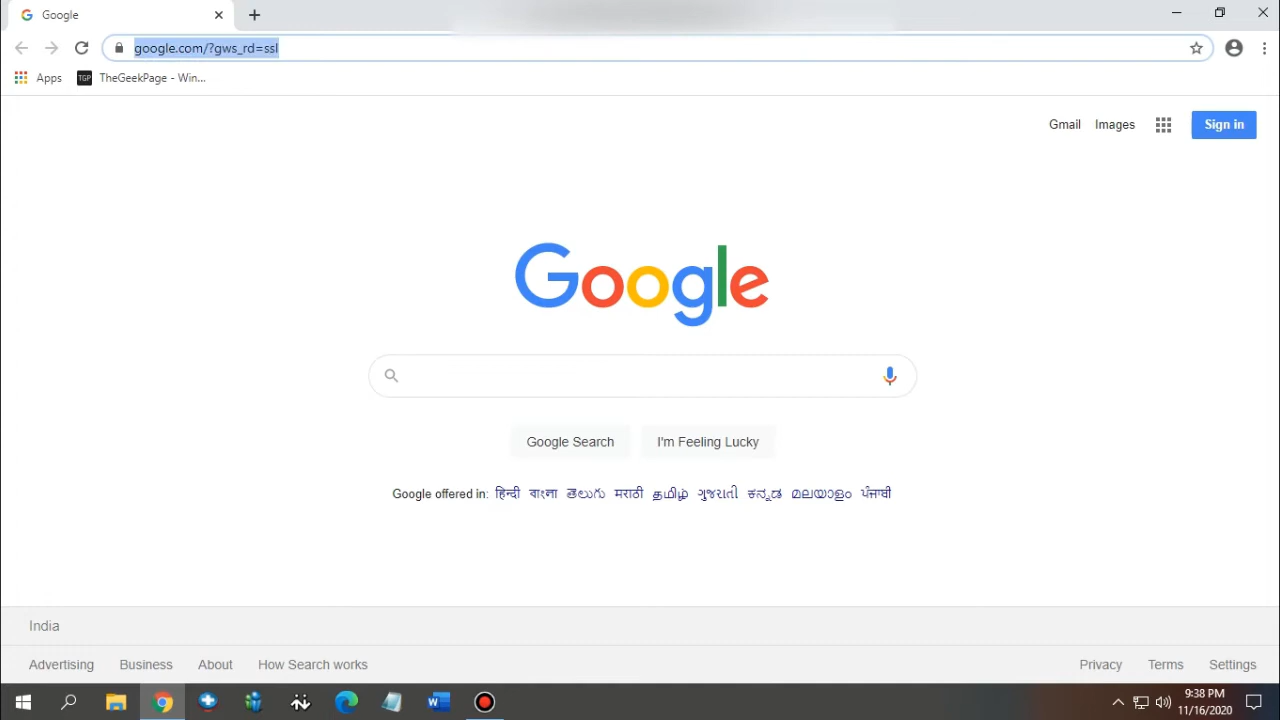 Google
google.com/?gws_rd=ssl
Apps TGP TheGeekPage - Win...
Gmail Images Sign in
Google
Google Search I'm Feeling Lucky
Google offered in: हिन्दी বাংলা తెలుగు मराठी தமிழ் ગુજરાતી ಕನ್ನಡ മലയാളം ਪੰਜਾਬੀ
India
Advertising Business About How Search works Privacy Terms Settings
9:38 PM
11/16/2020